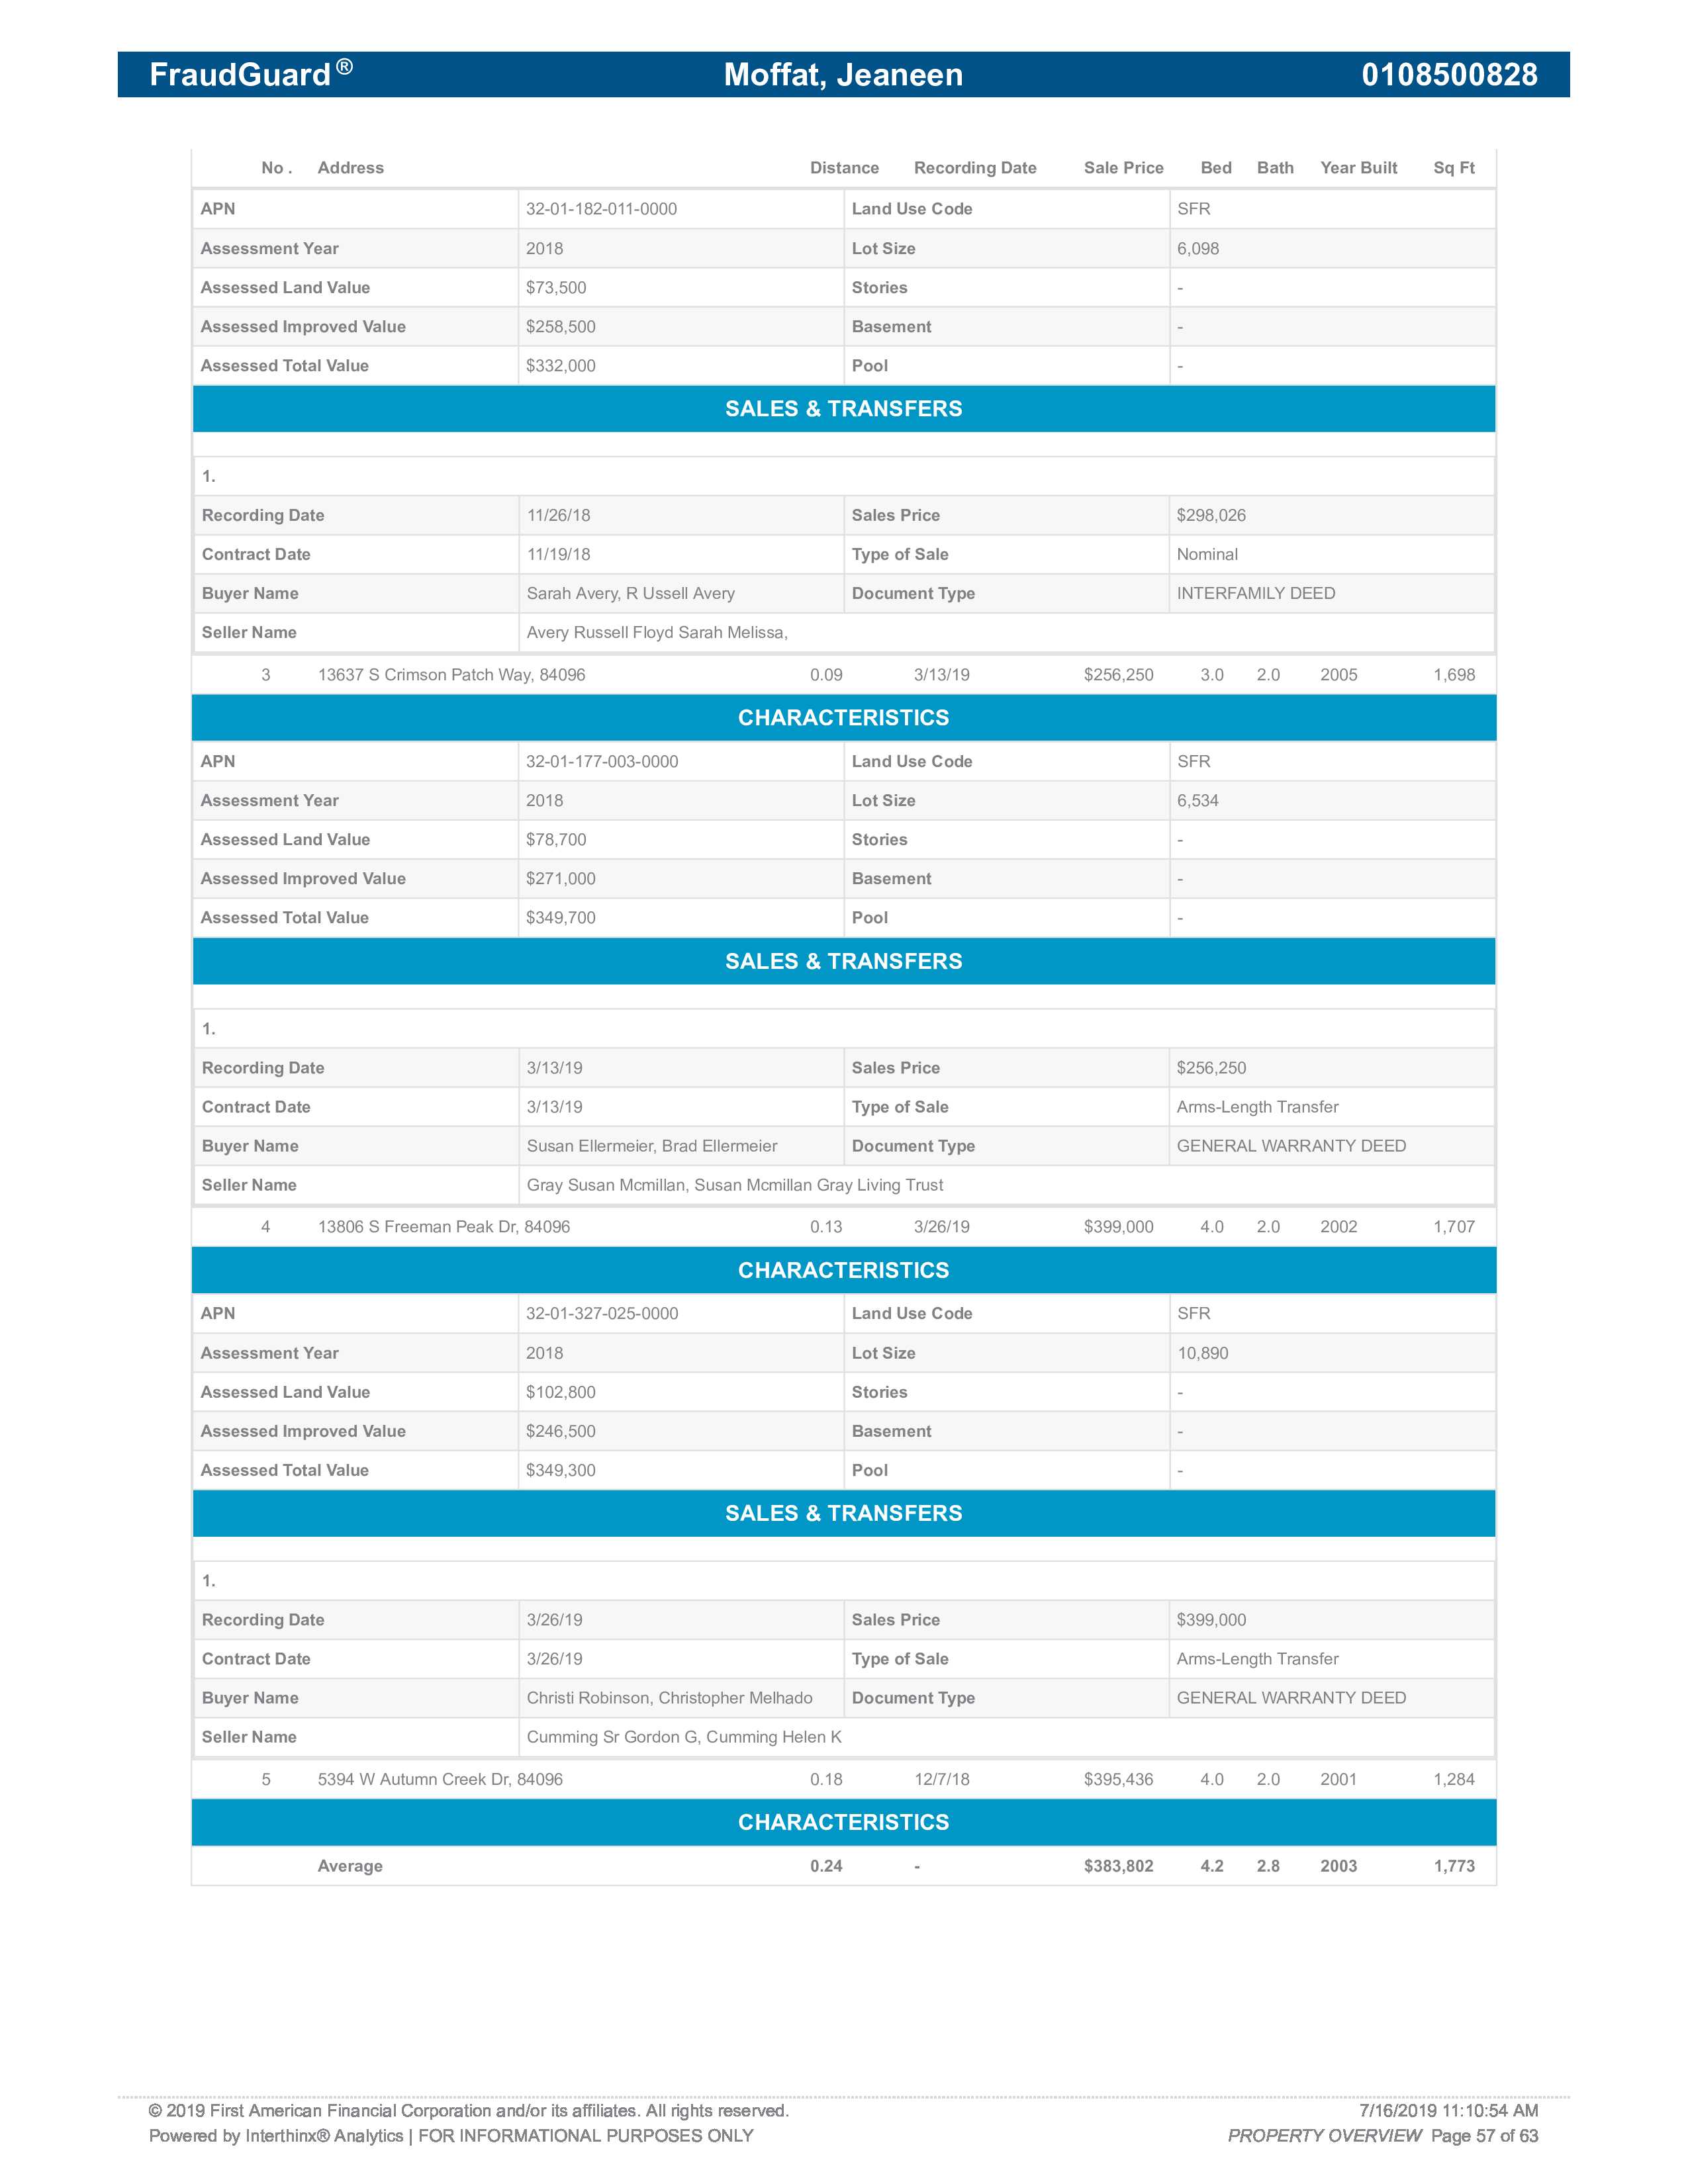 FraudGuard® Moffat, Jeaneen 0108500828
No . Address Distance Recording Date Sale Price Bed Bath Year Built Sq Ft
APN 32-01-182-011-0000 Land Use Code SFR
Assessment Year 2018 Lot Size 6,098
Assessed Land Value $73,500 Stories -
Assessed Improved Value $258,500 Basement -
Assessed Total Value $332,000 Pool -
SALES & TRANSFERS
1.
Recording Date 11/26/18 Sales Price $298,026
Contract Date 11/19/18 Type of Sale Nominal
Buyer Name Sarah Avery, R Ussell Avery Document Type INTERFAMILY DEED
Seller Name Avery Russell Floyd Sarah Melissa,
3 13637 S Crimson Patch Way, 84096 0.09 3/13/19 $256,250 3.0 2.0 2005 1,698
CHARACTERISTICS
APN 32-01-177-003-0000 Land Use Code SFR
Assessment Year 2018 Lot Size 6,534
Assessed Land Value $78,700 Stories -
Assessed Improved Value $271,000 Basement -
Assessed Total Value $349,700 Pool -
SALES & TRANSFERS
1.
Recording Date 3/13/19 Sales Price $256,250
Contract Date 3/13/19 Type of Sale Arms-Length Transfer
Buyer Name Susan Ellermeier, Brad Ellermeier Document Type GENERAL WARRANTY DEED
Seller Name Gray Susan Mcmillan, Susan Mcmillan Gray Living Trust
4 13806 S Freeman Peak Dr, 84096 0.13 3/26/19 $399,000 4.0 2.0 2002 1,707
CHARACTERISTICS
APN 32-01-327-025-0000 Land Use Code SFR
Assessment Year 2018 Lot Size 10,890
Assessed Land Value $102,800 Stories -
Assessed Improved Value $246,500 Basement -
Assessed Total Value $349,300 Pool -
SALES & TRANSFERS
1.
Recording Date 3/26/19 Sales Price $399,000
Contract Date 3/26/19 Type of Sale Arms-Length Transfer
Buyer Name Christi Robinson, Christopher Melhado Document Type GENERAL WARRANTY DEED
Seller Name Cumming Sr Gordon G, Cumming Helen K
5 5394 W Autumn Creek Dr, 84096 0.18 12/7/18 $395,436 4.0 2.0 2001 1,284
CHARACTERISTICS
Average 0.24 - $383,802 4.2 2.8 2003 1,773
© 2019 First American Financial Corporation and/or its affiliates. All rights reserved. 7/16/2019 11:10:54 AM
Powered by Interthinx® Analytics | FOR INFORMATIONAL PURPOSES ONLY PROPERTY OVERVIEW Page 57 of 63